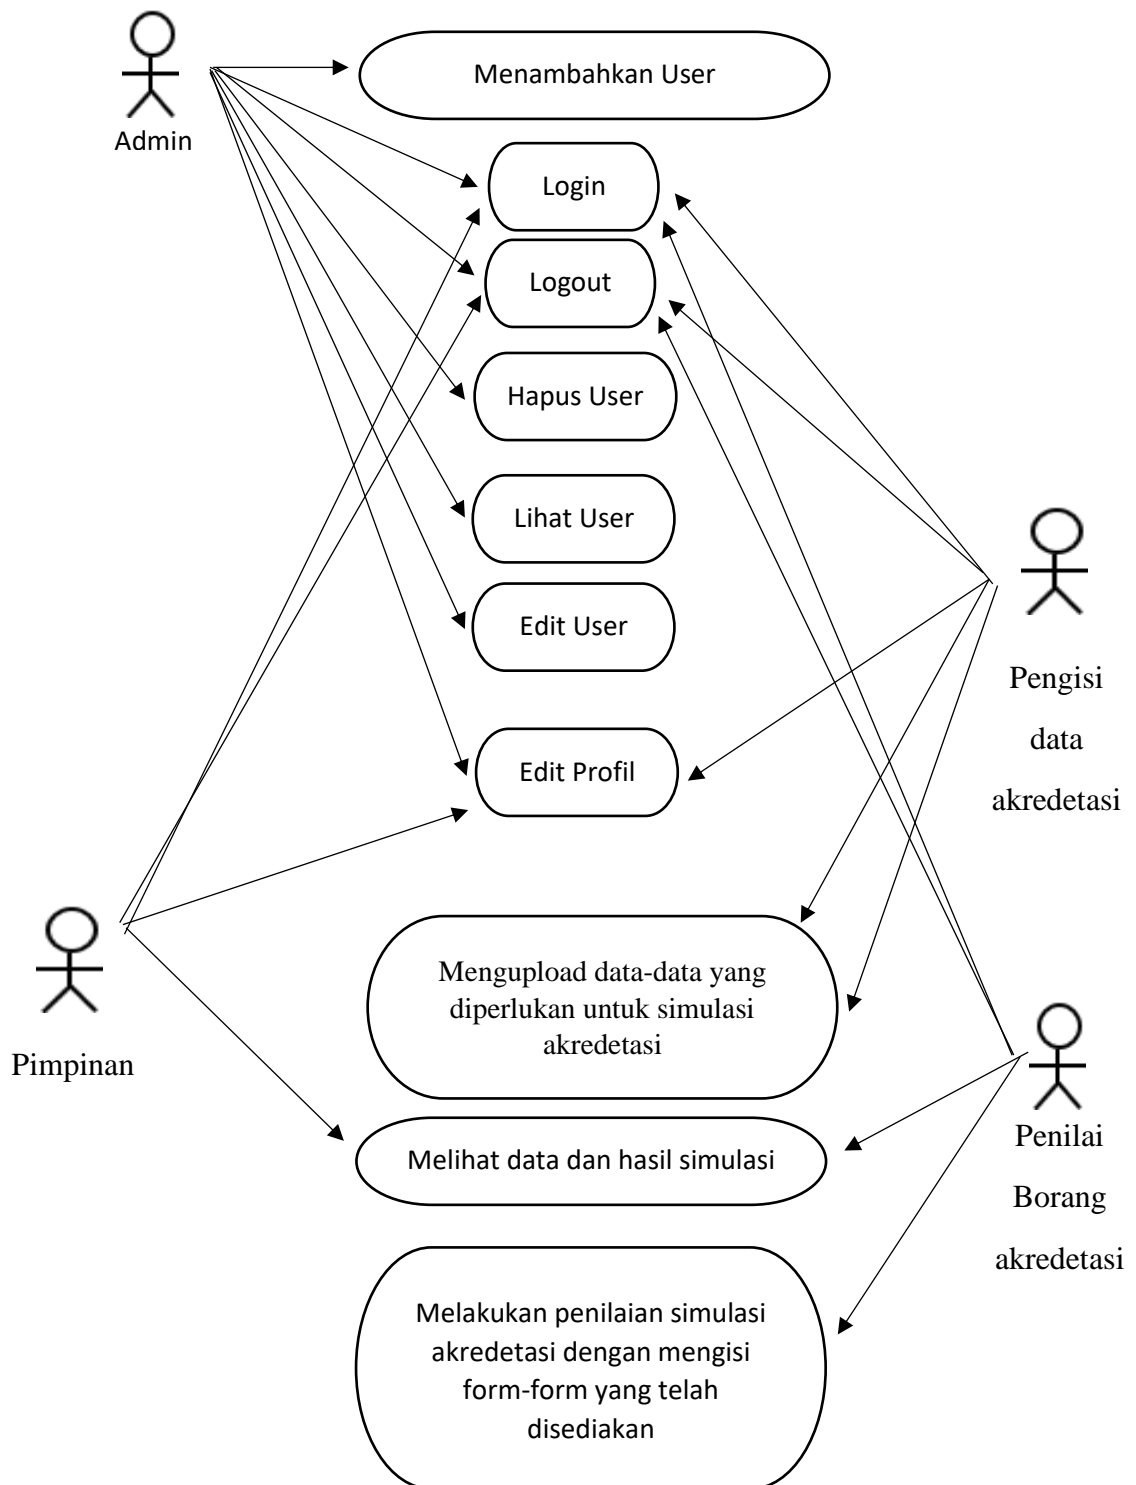 Menambahkan User
Admin
Login
Logout
Hapus User
Lihat User
Edit User
Pengisi
data
akredetasi
Edit Profil
Mengupload data-data yang
diperlukan untuk simulasi
akredetasi
Pimpinan
Melihat data dan hasil simulasi
Penilai
Borang
akredetasi
Melakukan penilaian simulasi
akredetasi dengan mengisi
form-form yang telah
disediakan